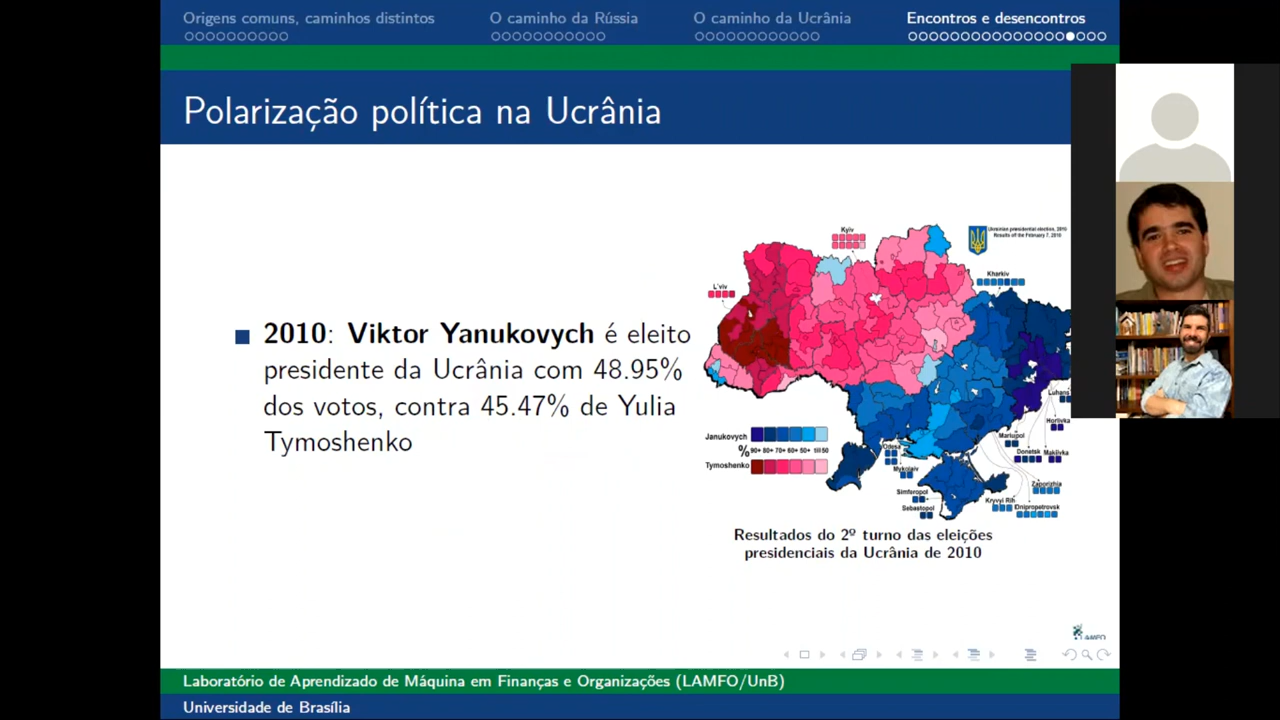 Origens comuns, caminhos distintos
O caminho da Rússia
O caminho da Ucrânia
Encontros e desencontros
Polarização política na Ucrânia
2010: Viktor Yanukovych é eleito
presidente da Ucrânia com 48.95%
dos votos, contra 45.47% de Yulia
Tymoshenko
Ukrainian presidential election, 2010
Results off the February 7, 2010
Kyiv
L'viv
Kharkiv
Luhans
Horlivka
Mariupol
Donetsk
Makiivka
Odesa
Mykolaiv
Zaporizhia
Simferopol
Kryvyi Rih
Dnipropetrovsk
Sebastopol
Janukovych
% 90+ 80+ 70+ 60+ 50+ till50
Tymoshenko
Resultados do 2º turno das eleições
presidenciais da Ucrânia de 2010
LAMFO
Laboratório de Aprendizado de Máquina em Finanças e Organizações (LAMFO/UnB)
Universidade de Brasília